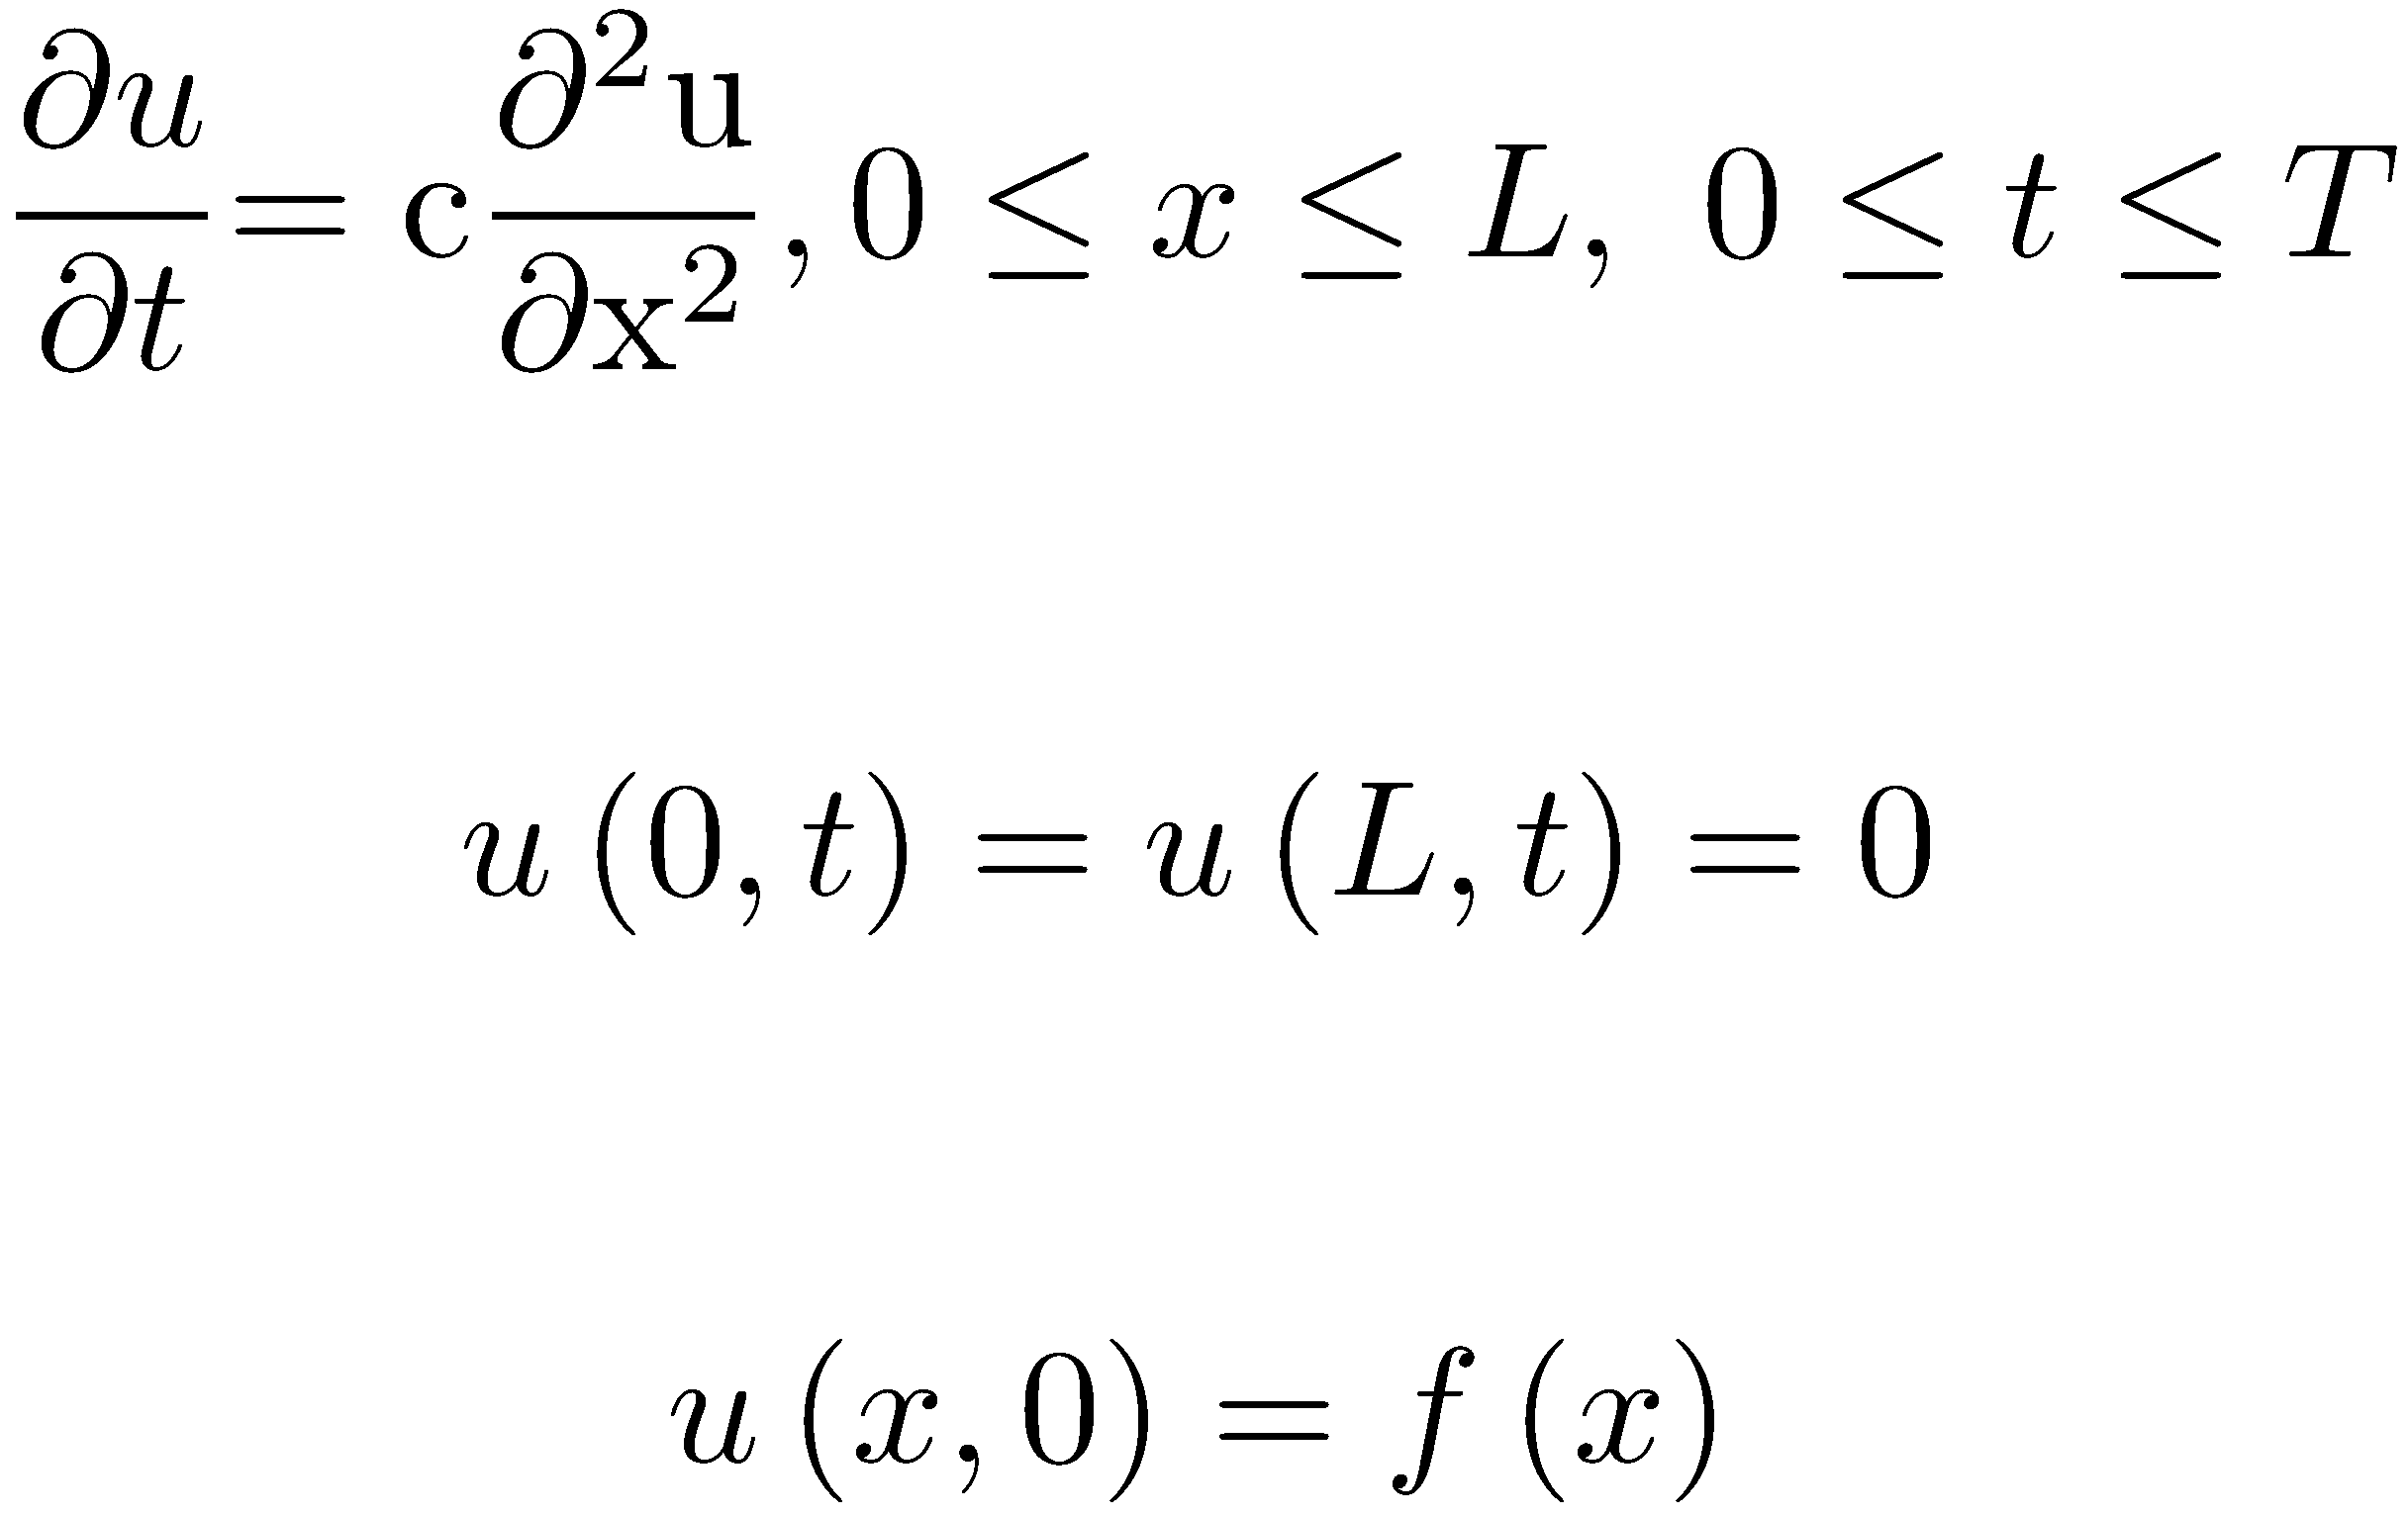 ∂u/∂t = c ∂²u/∂x², 0 ≤ x ≤ L, 0 ≤ t ≤ T
u (0, t) = u (L, t) = 0
u (x, 0) = f (x)